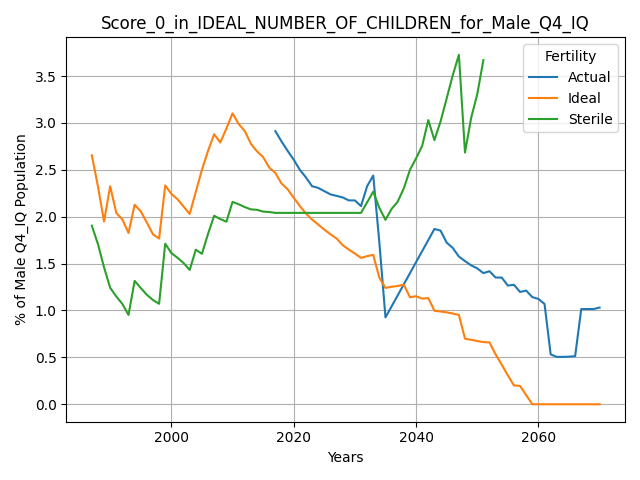 Score_0_in_IDEAL_NUMBER_OF_CHILDREN_for_Male_Q4_IQ
Fertility
Actual
Ideal
Sterile
% of Male Q4_IQ Population
3.5
3.0
2.5
2.0
1.5
1.0
0.5
0.0
2000
2020
2040
2060
Years